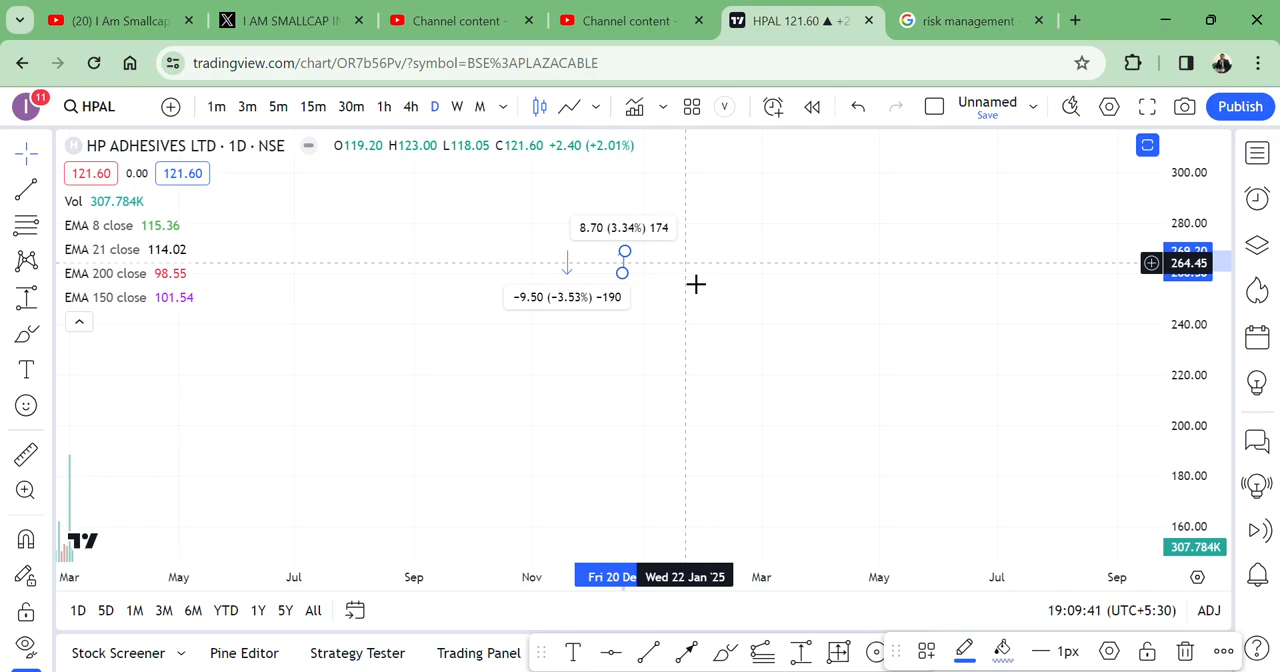 (20) I Am Smallcap
I AM SMALLCAP IN
Channel content -
Channel content -
HPAL 121.60 ▲ +2
risk management -
tradingview.com/chart/OR7b56Pv/?symbol=BSE%3APLAZACABLE
I
11
HPAL
1m
3m
5m
15m
30m
1h
4h
D
W
M
V
Unnamed
Save
Publish
H
HP ADHESIVES LTD · 1D · NSE
O119.20 H123.00 L118.05 C121.60 +2.40 (+2.01%)
121.60
0.00
121.60
Vol 307.784K
EMA 8 close 115.36
EMA 21 close 114.02
EMA 200 close 98.55
EMA 150 close 101.54
8.70 (3.34%) 174
−9.50 (−3.53%) −190
300.00
280.00
269.20
264.45
240.00
220.00
200.00
180.00
160.00
307.784K
Mar
May
Jul
Sep
Nov
Fri 20 De
Wed 22 Jan '25
Mar
May
Jul
Sep
1D
5D
1M
3M
6M
YTD
1Y
5Y
All
19:09:41 (UTC+5:30)
ADJ
Stock Screener
Pine Editor
Strategy Tester
Trading Panel
T
1px